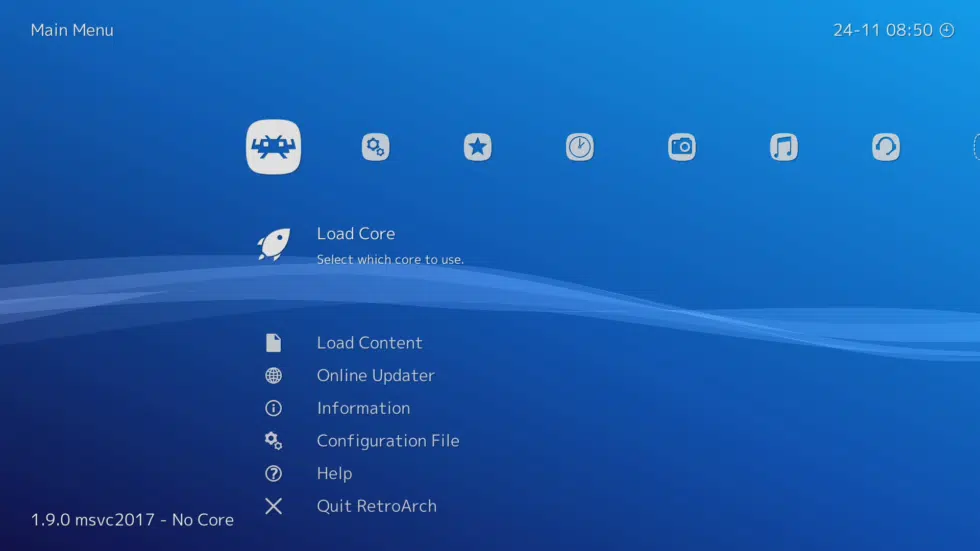 Main Menu
24-11 08:50
Load Core
Select which core to use.
Load Content
Online Updater
Information
Configuration File
Help
Quit RetroArch
1.9.0 msvc2017 - No Core